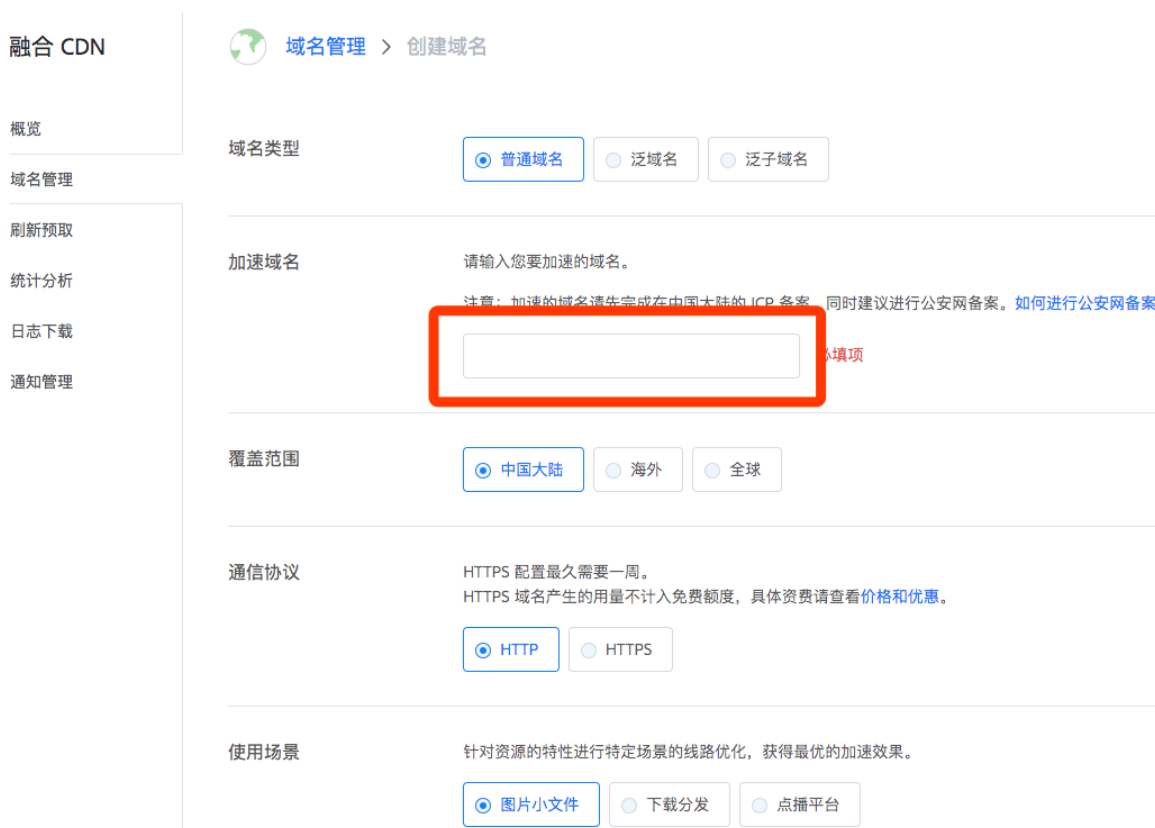 融合 CDN
域名管理 > 创建域名
概览
域名管理
刷新预取
统计分析
日志下载
通知管理
域名类型
普通域名 泛域名 泛子域名
加速域名
请输入您要加速的域名。
注意：加速的域名请先完成在中国大陆的 ICP 备案，同时建议进行公安网备案。如何进行公安网备案
填项
覆盖范围
中国大陆 海外 全球
通信协议
HTTPS 配置最久需要一周。
HTTPS 域名产生的用量不计入免费额度，具体资费请查看价格和优惠。
HTTP HTTPS
使用场景
针对资源的特性进行特定场景的线路优化，获得最优的加速效果。
图片小文件 下载分发 点播平台